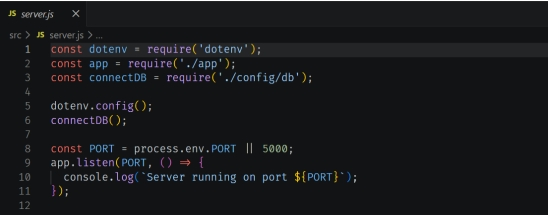 JS server.js ×
src > JS server.js > ...
1 const dotenv = require('dotenv');
2 const app = require('./app');
3 const connectDB = require('./config/db');
4
5 dotenv.config();
6 connectDB();
7
8 const PORT = process.env.PORT || 5000;
9 app.listen(PORT, () => {
10 console.log(`Server running on port ${PORT}`);
11 });
12